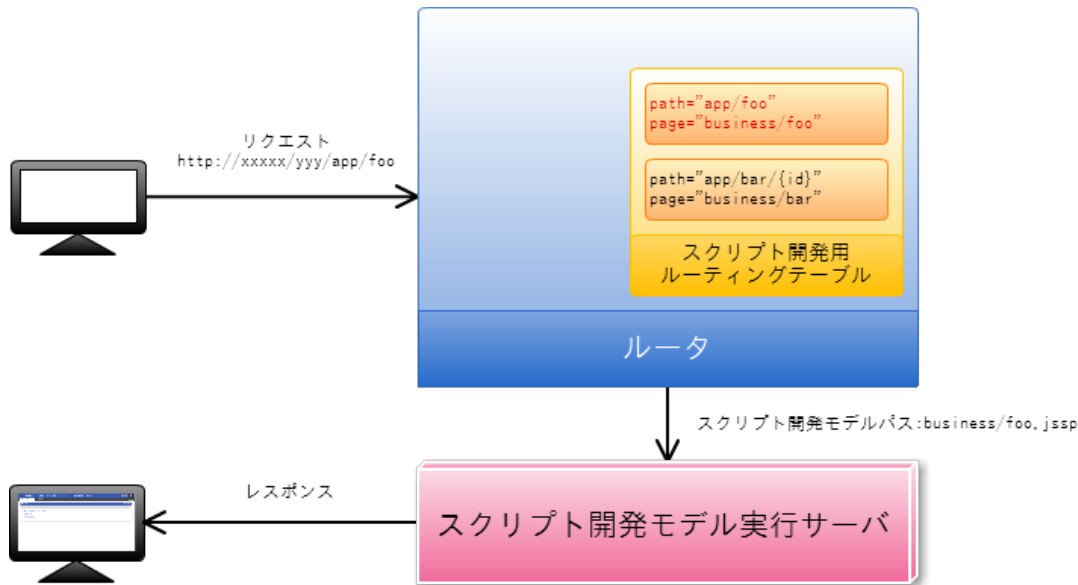 リクエスト
http://xxxxx/yyy/app/foo
path="app/foo"
page="business/foo"
path="app/bar/{id}"
page="business/bar"
スクリプト開発用
ルーティングテーブル
ルータ
スクリプト開発モデルパス:business/foo.jssp
レスポンス
スクリプト開発モデル実行サーバ